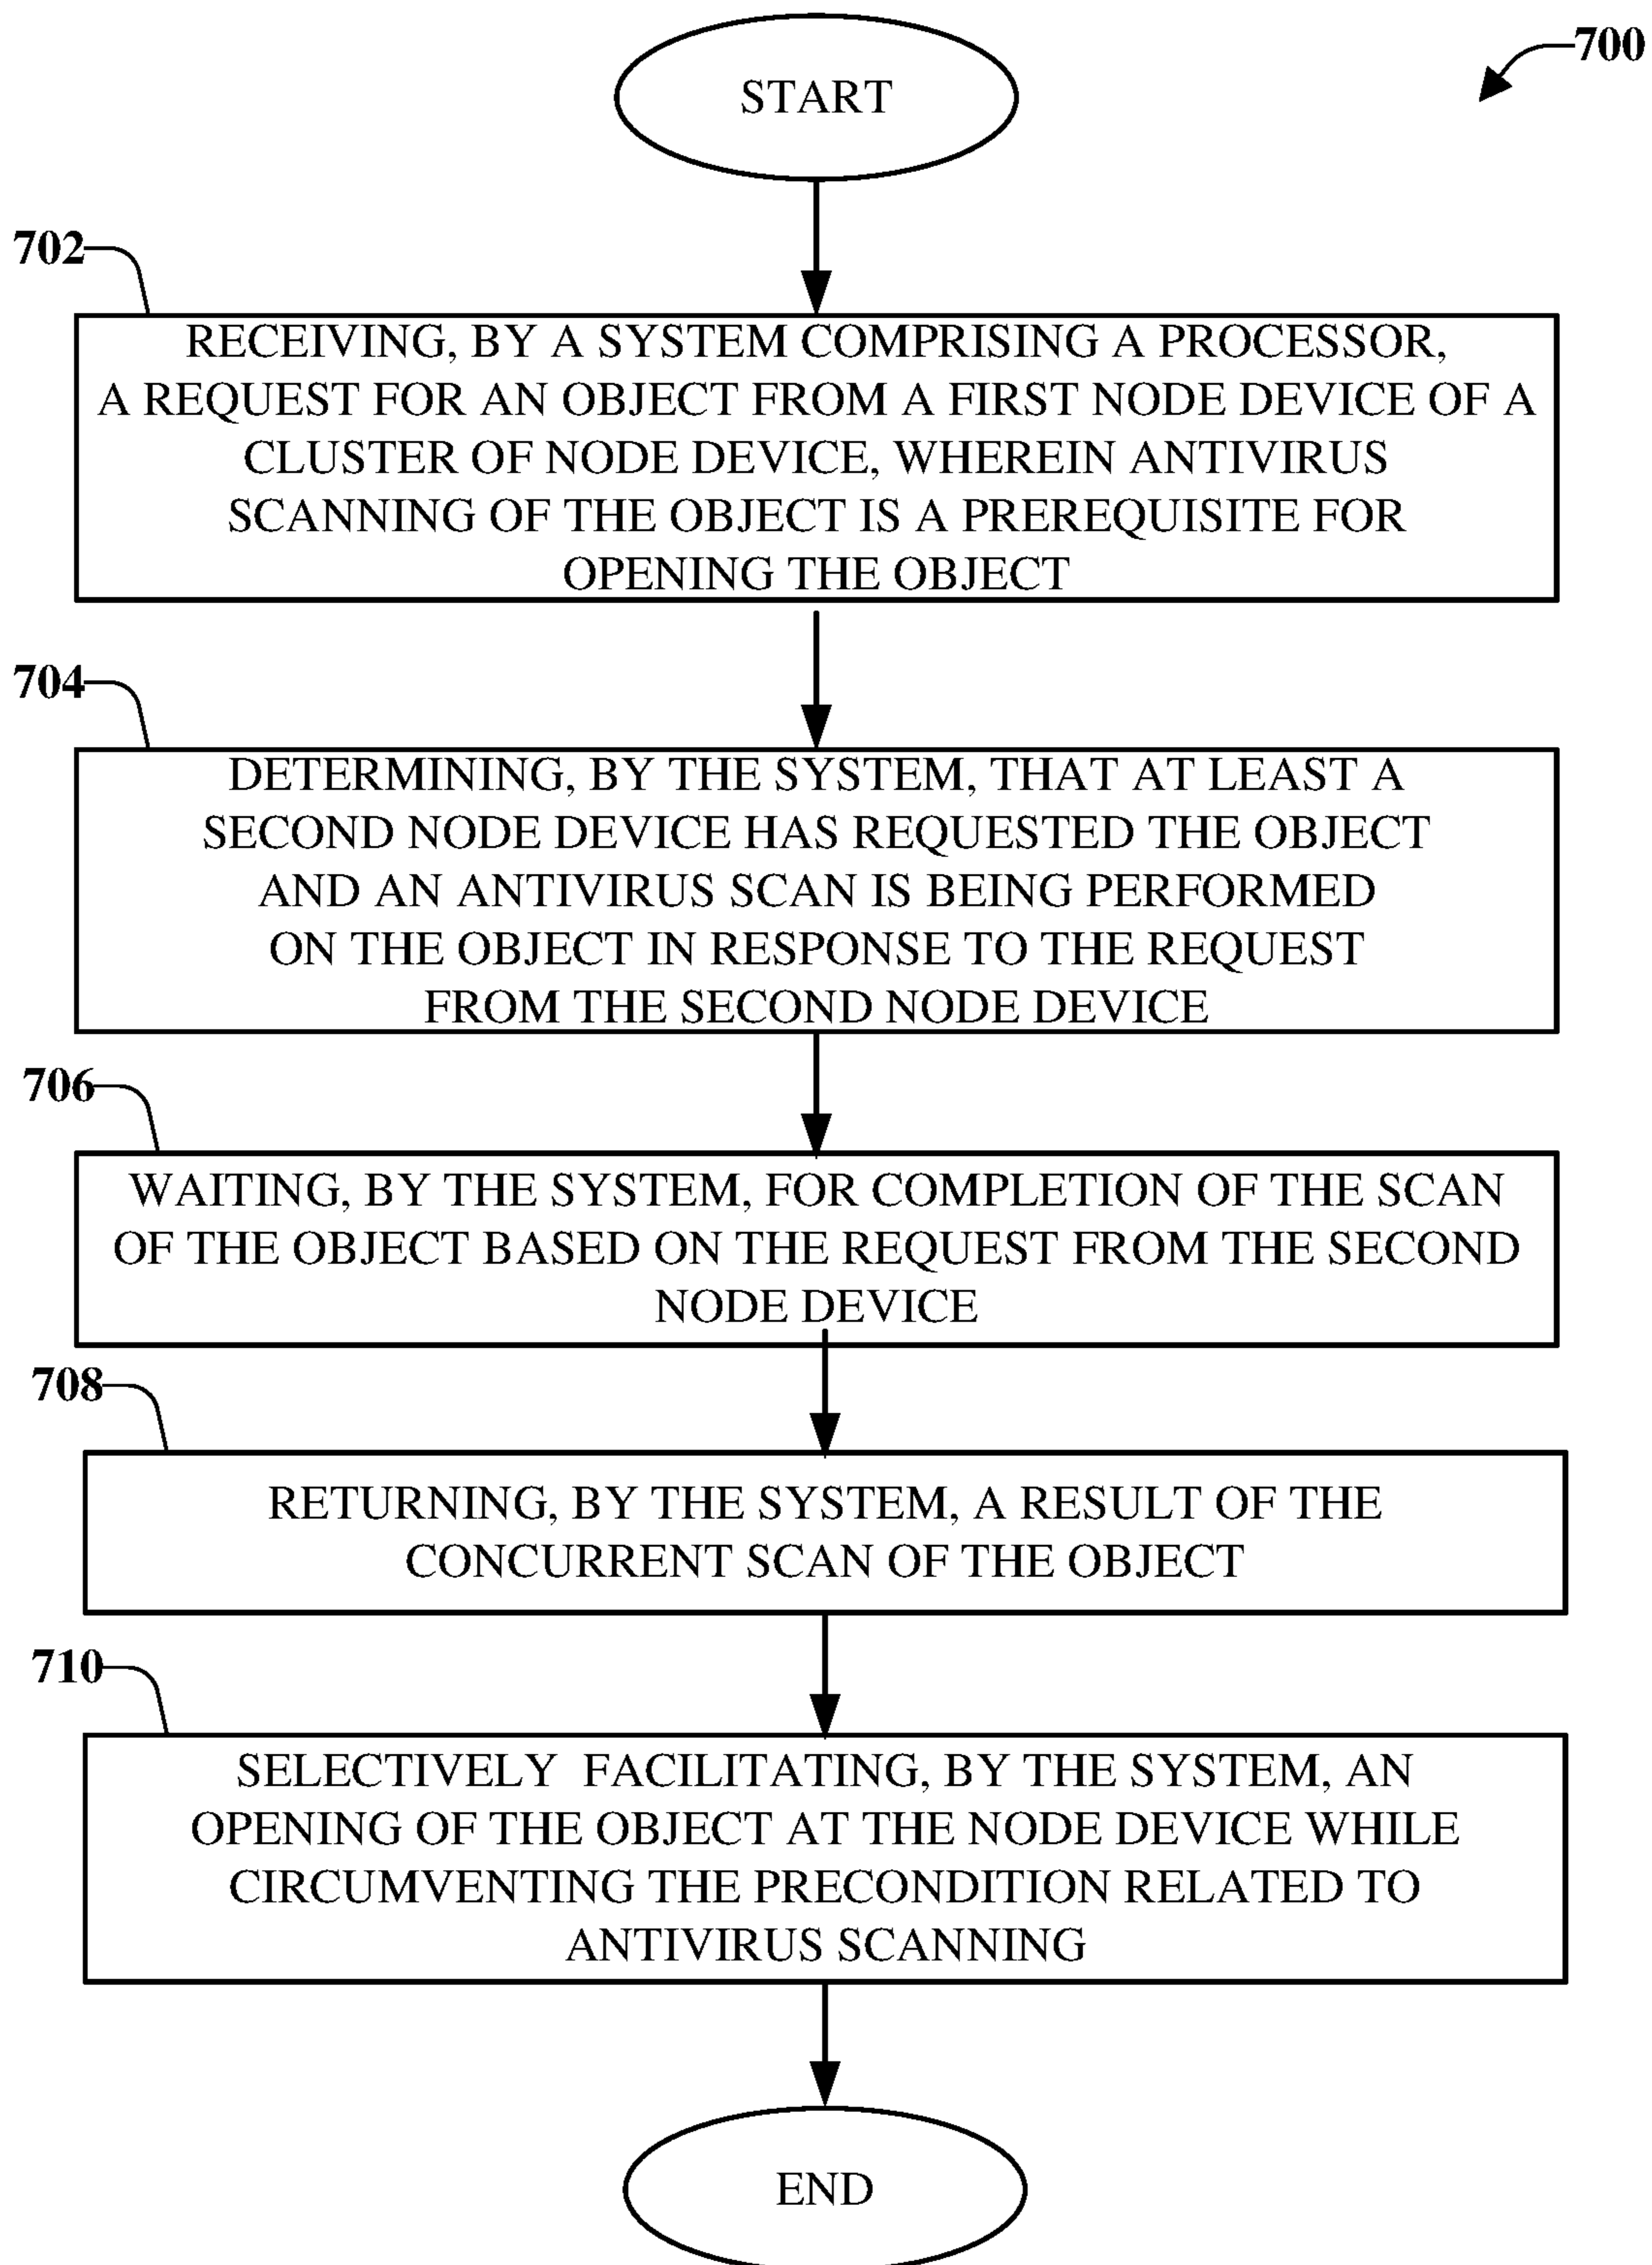 START
700
702
RECEIVING, BY A SYSTEM COMPRISING A PROCESSOR,
A REQUEST FOR AN OBJECT FROM A FIRST NODE DEVICE OF A
CLUSTER OF NODE DEVICE, WHEREIN ANTIVIRUS
SCANNING OF THE OBJECT IS A PREREQUISITE FOR
OPENING THE OBJECT
704
DETERMINING, BY THE SYSTEM, THAT AT LEAST A
SECOND NODE DEVICE HAS REQUESTED THE OBJECT
AND AN ANTIVIRUS SCAN IS BEING PERFORMED
ON THE OBJECT IN RESPONSE TO THE REQUEST
FROM THE SECOND NODE DEVICE
706
WAITING, BY THE SYSTEM, FOR COMPLETION OF THE SCAN
OF THE OBJECT BASED ON THE REQUEST FROM THE SECOND
NODE DEVICE
708
RETURNING, BY THE SYSTEM, A RESULT OF THE
CONCURRENT SCAN OF THE OBJECT
710
SELECTIVELY FACILITATING, BY THE SYSTEM, AN
OPENING OF THE OBJECT AT THE NODE DEVICE WHILE
CIRCUMVENTING THE PRECONDITION RELATED TO
ANTIVIRUS SCANNING
END